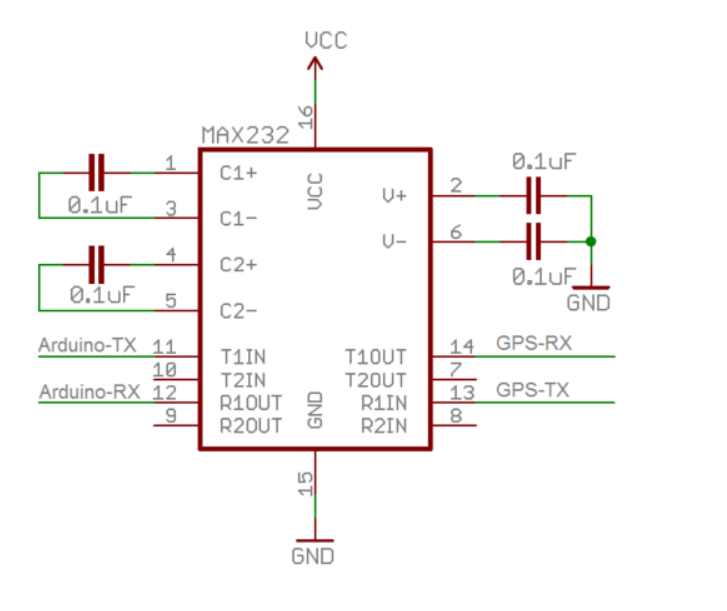 VCC
16
MAX232
1
C1+
0.1uF
3
C1-
4
C2+
0.1uF
5
C2-
VCC
0.1uF
V+
2
V-
6
0.1uF
GND
Arduino-TX
11
T1IN
10
T2IN
Arduino-RX
12
R1OUT
9
R2OUT
GND
T1OUT
14
GPS-RX
T2OUT
7
R1IN
13
GPS-TX
R2IN
8
15
GND